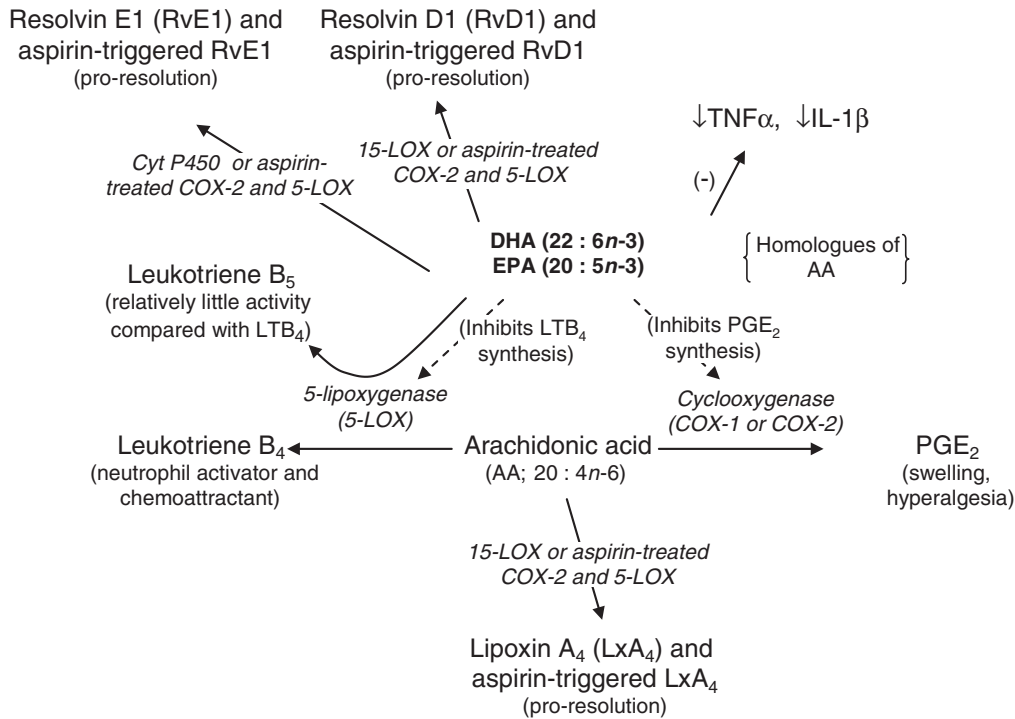 Resolvin E1 (RvE1) and
aspirin-triggered RvE1
(pro-resolution)
Resolvin D1 (RvD1) and
aspirin-triggered RvD1
(pro-resolution)
↓TNFα, ↓IL-1β
(-)
Cyt P450 or aspirin-
treated COX-2 and 5-LOX
15-LOX or aspirin-treated
COX-2 and 5-LOX
DHA (22 : 6n-3)
EPA (20 : 5n-3)
Homologues of
AA
Leukotriene B₅
(relatively little activity
compared with LTB₄)
(Inhibits LTB₄
synthesis)
(Inhibits PGE₂
synthesis)
5-lipoxygenase
(5-LOX)
Cyclooxygenase
(COX-1 or COX-2)
Leukotriene B₄
(neutrophil activator and
chemoattractant)
Arachidonic acid
(AA; 20 : 4n-6)
PGE₂
(swelling,
hyperalgesia)
15-LOX or aspirin-treated
COX-2 and 5-LOX
Lipoxin A₄ (LxA₄) and
aspirin-triggered LxA₄
(pro-resolution)